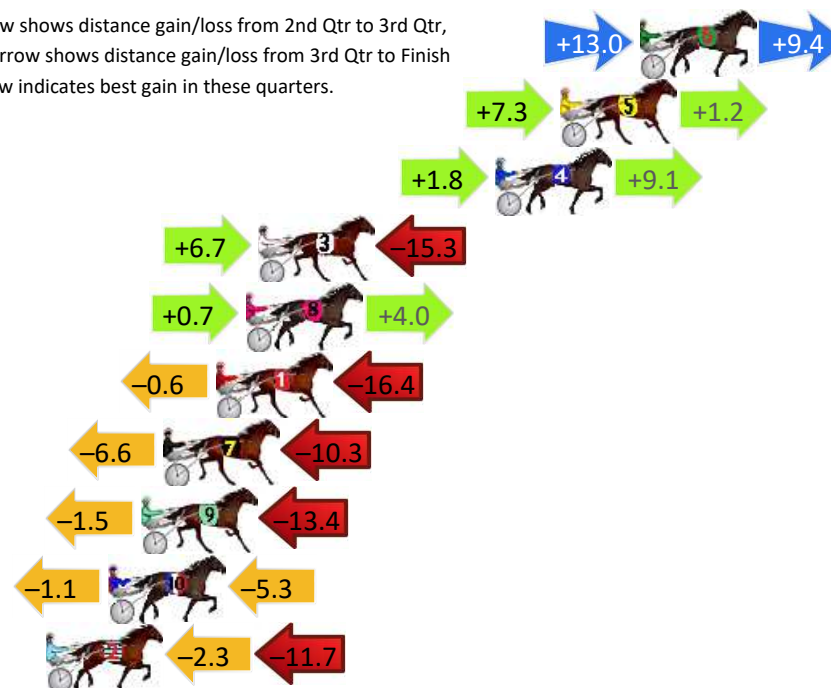 w shows distance gain/loss from 2nd Qtr to 3rd Qtr,
rrow shows distance gain/loss from 3rd Qtr to Finish
w indicates best gain in these quarters.
+13.0 6 +9.4
+7.3 5 +1.2
+1.8 4 +9.1
+6.7 3 –15.3
+0.7 8 +4.0
–0.6 1 –16.4
–6.6 7 –10.3
–1.5 9 –13.4
–1.1 10 –5.3
2 –2.3 –11.7